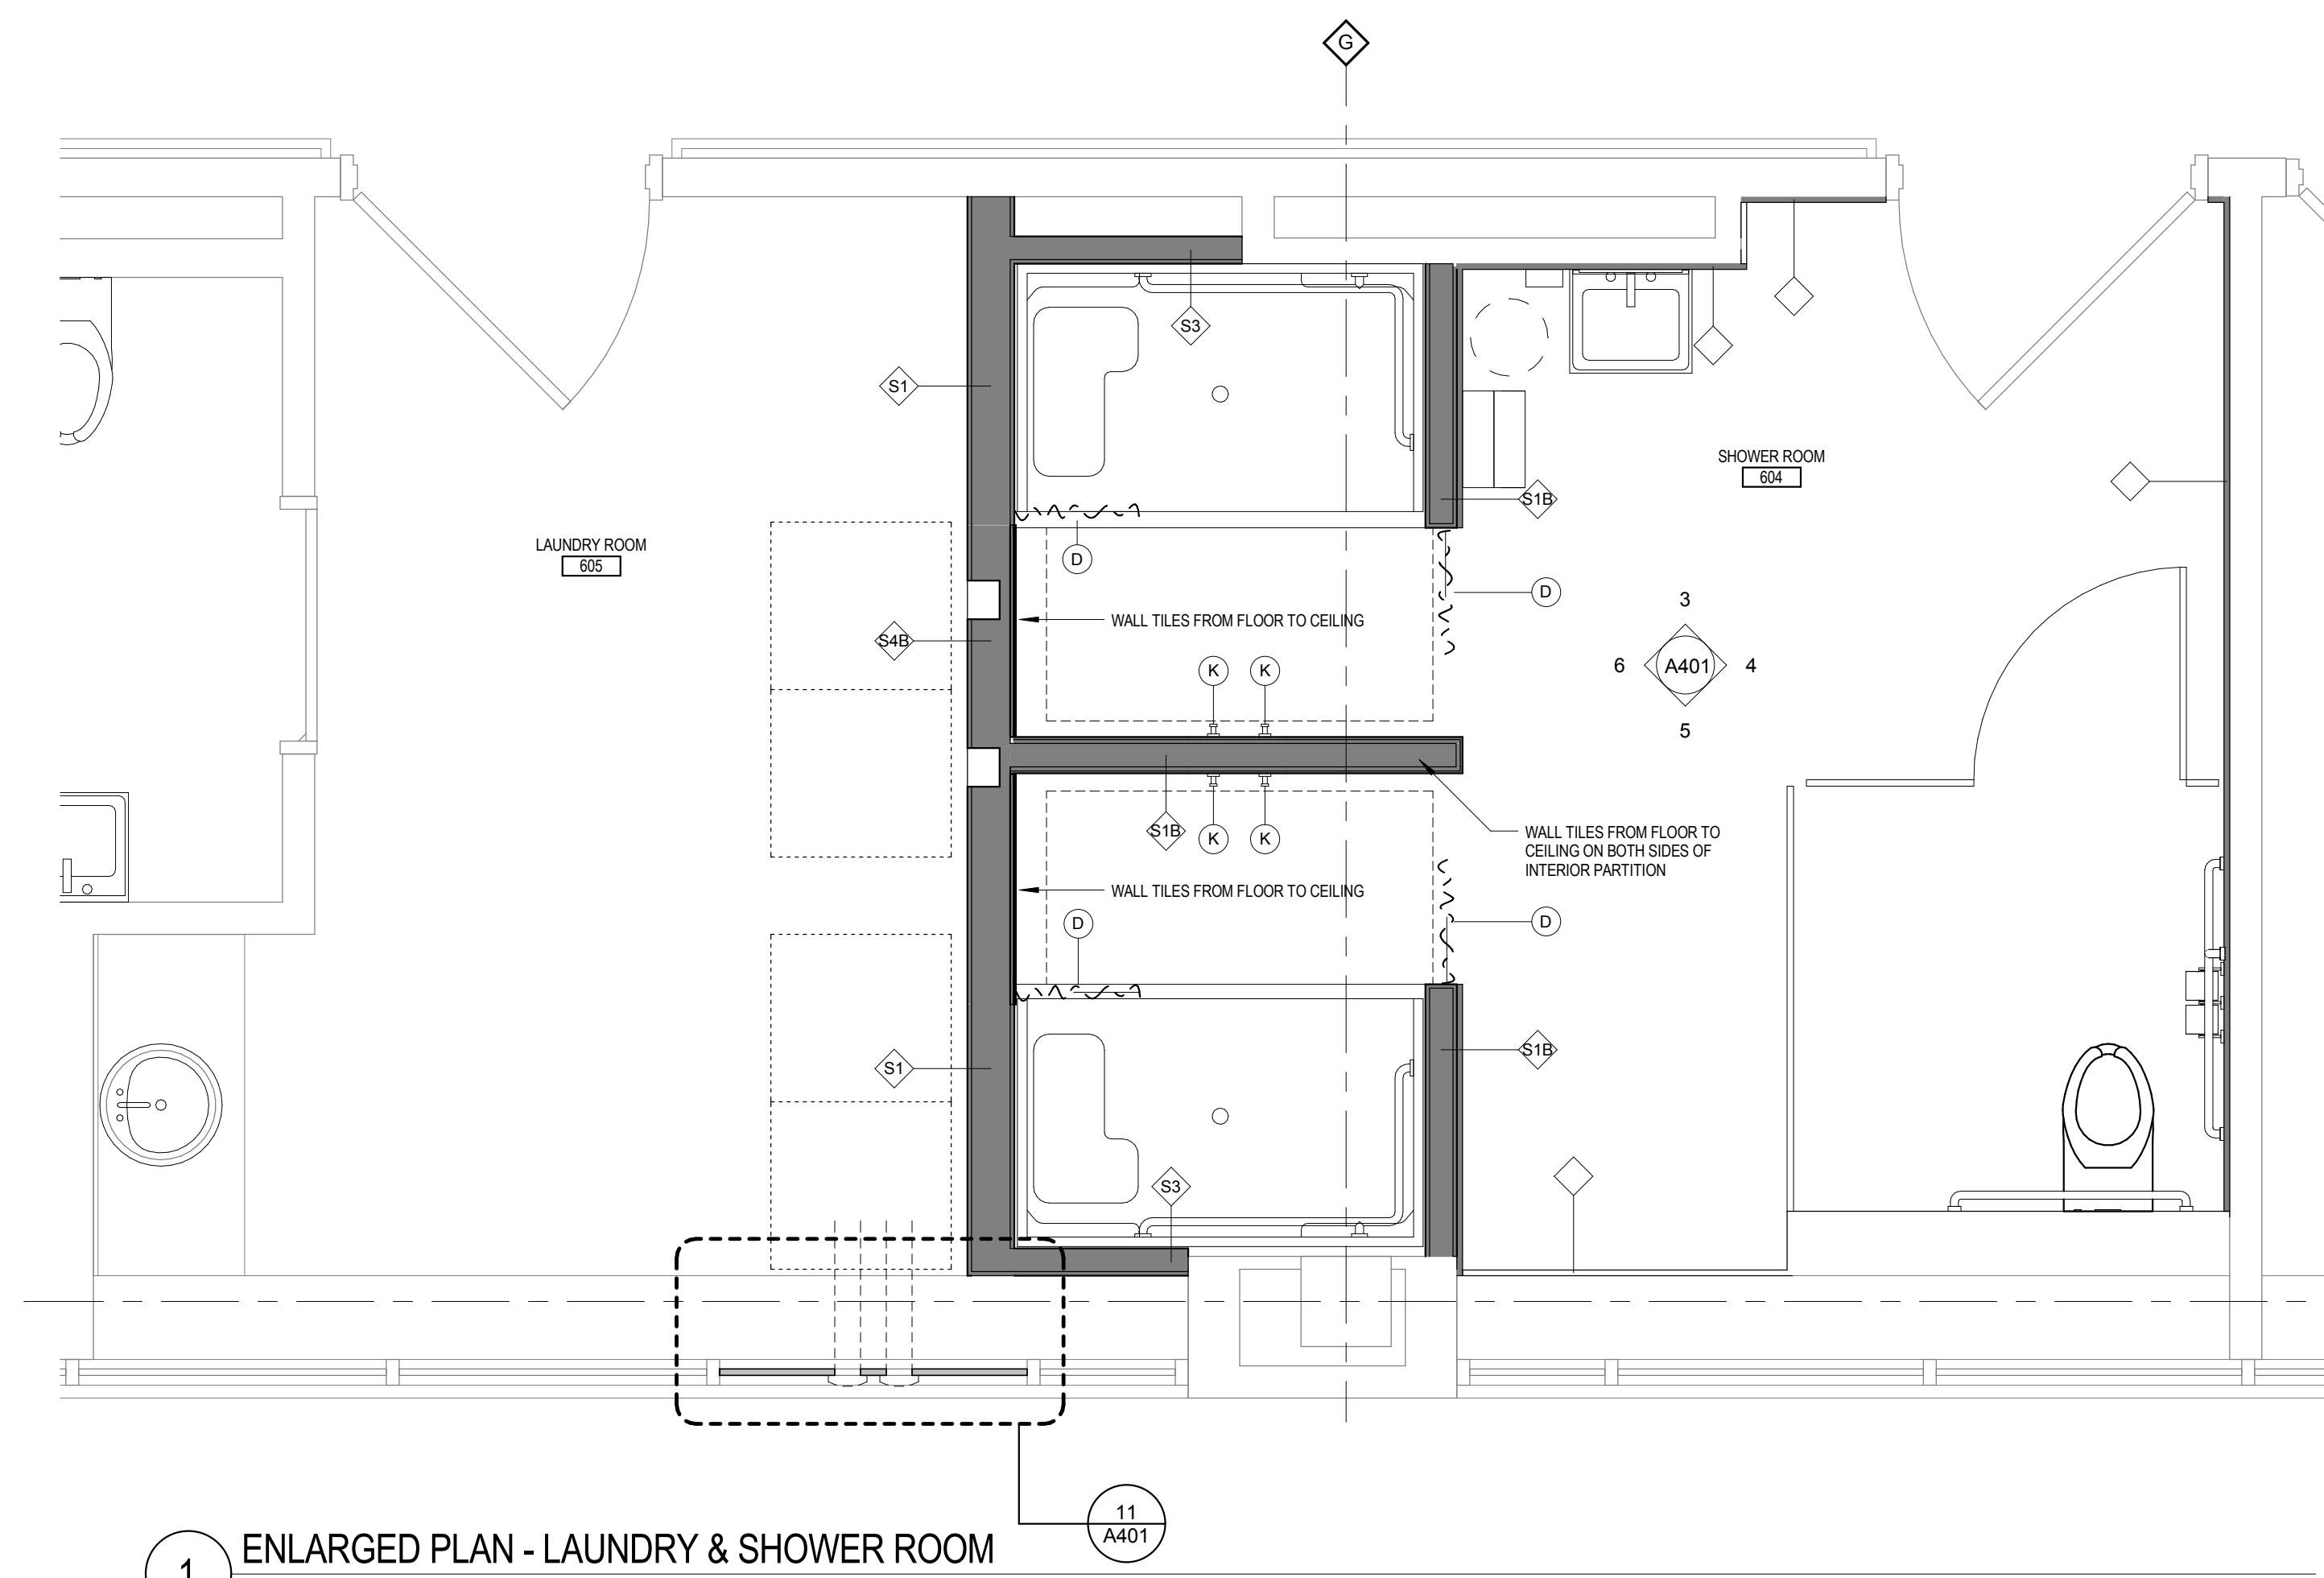 G
S3
S1
S1B
SHOWER ROOM
604
LAUNDRY ROOM
605
D
D
WALL TILES FROM FLOOR TO CEILING
S4B
K
K
3
6
A401
4
5
S1B
K
K
WALL TILES FROM FLOOR TO
CEILING ON BOTH SIDES OF
INTERIOR PARTITION
WALL TILES FROM FLOOR TO CEILING
D
D
S1
S1B
S3
11
A401
1
ENLARGED PLAN - LAUNDRY & SHOWER ROOM